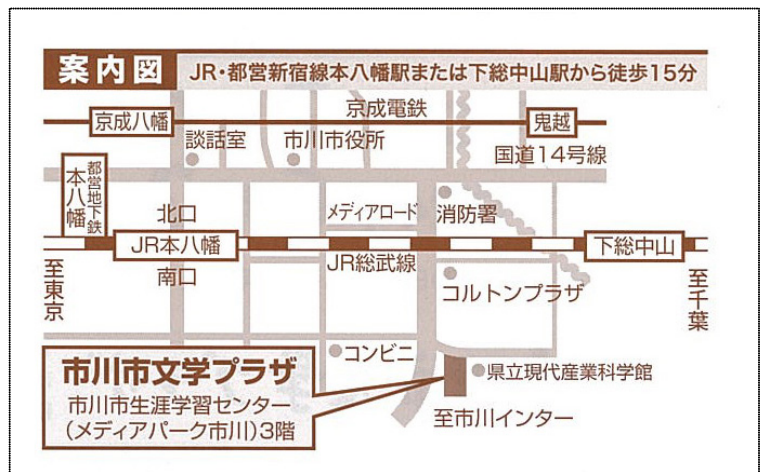 案内図
JR・都営新宿線本八幡駅または下総中山駅から徒歩15分
京成電鉄
京成八幡
鬼越
談話室
市川市役所
国道14号線
都営地下鉄
本八幡
北口
メディアロード
消防署
JR本八幡
下総中山
南口
JR総武線
至東京
コルトンプラザ
至千葉
コンビニ
市川市文学プラザ
市川市生涯学習センター
(メディアパーク市川)3階
県立現代産業科学館
至市川インター